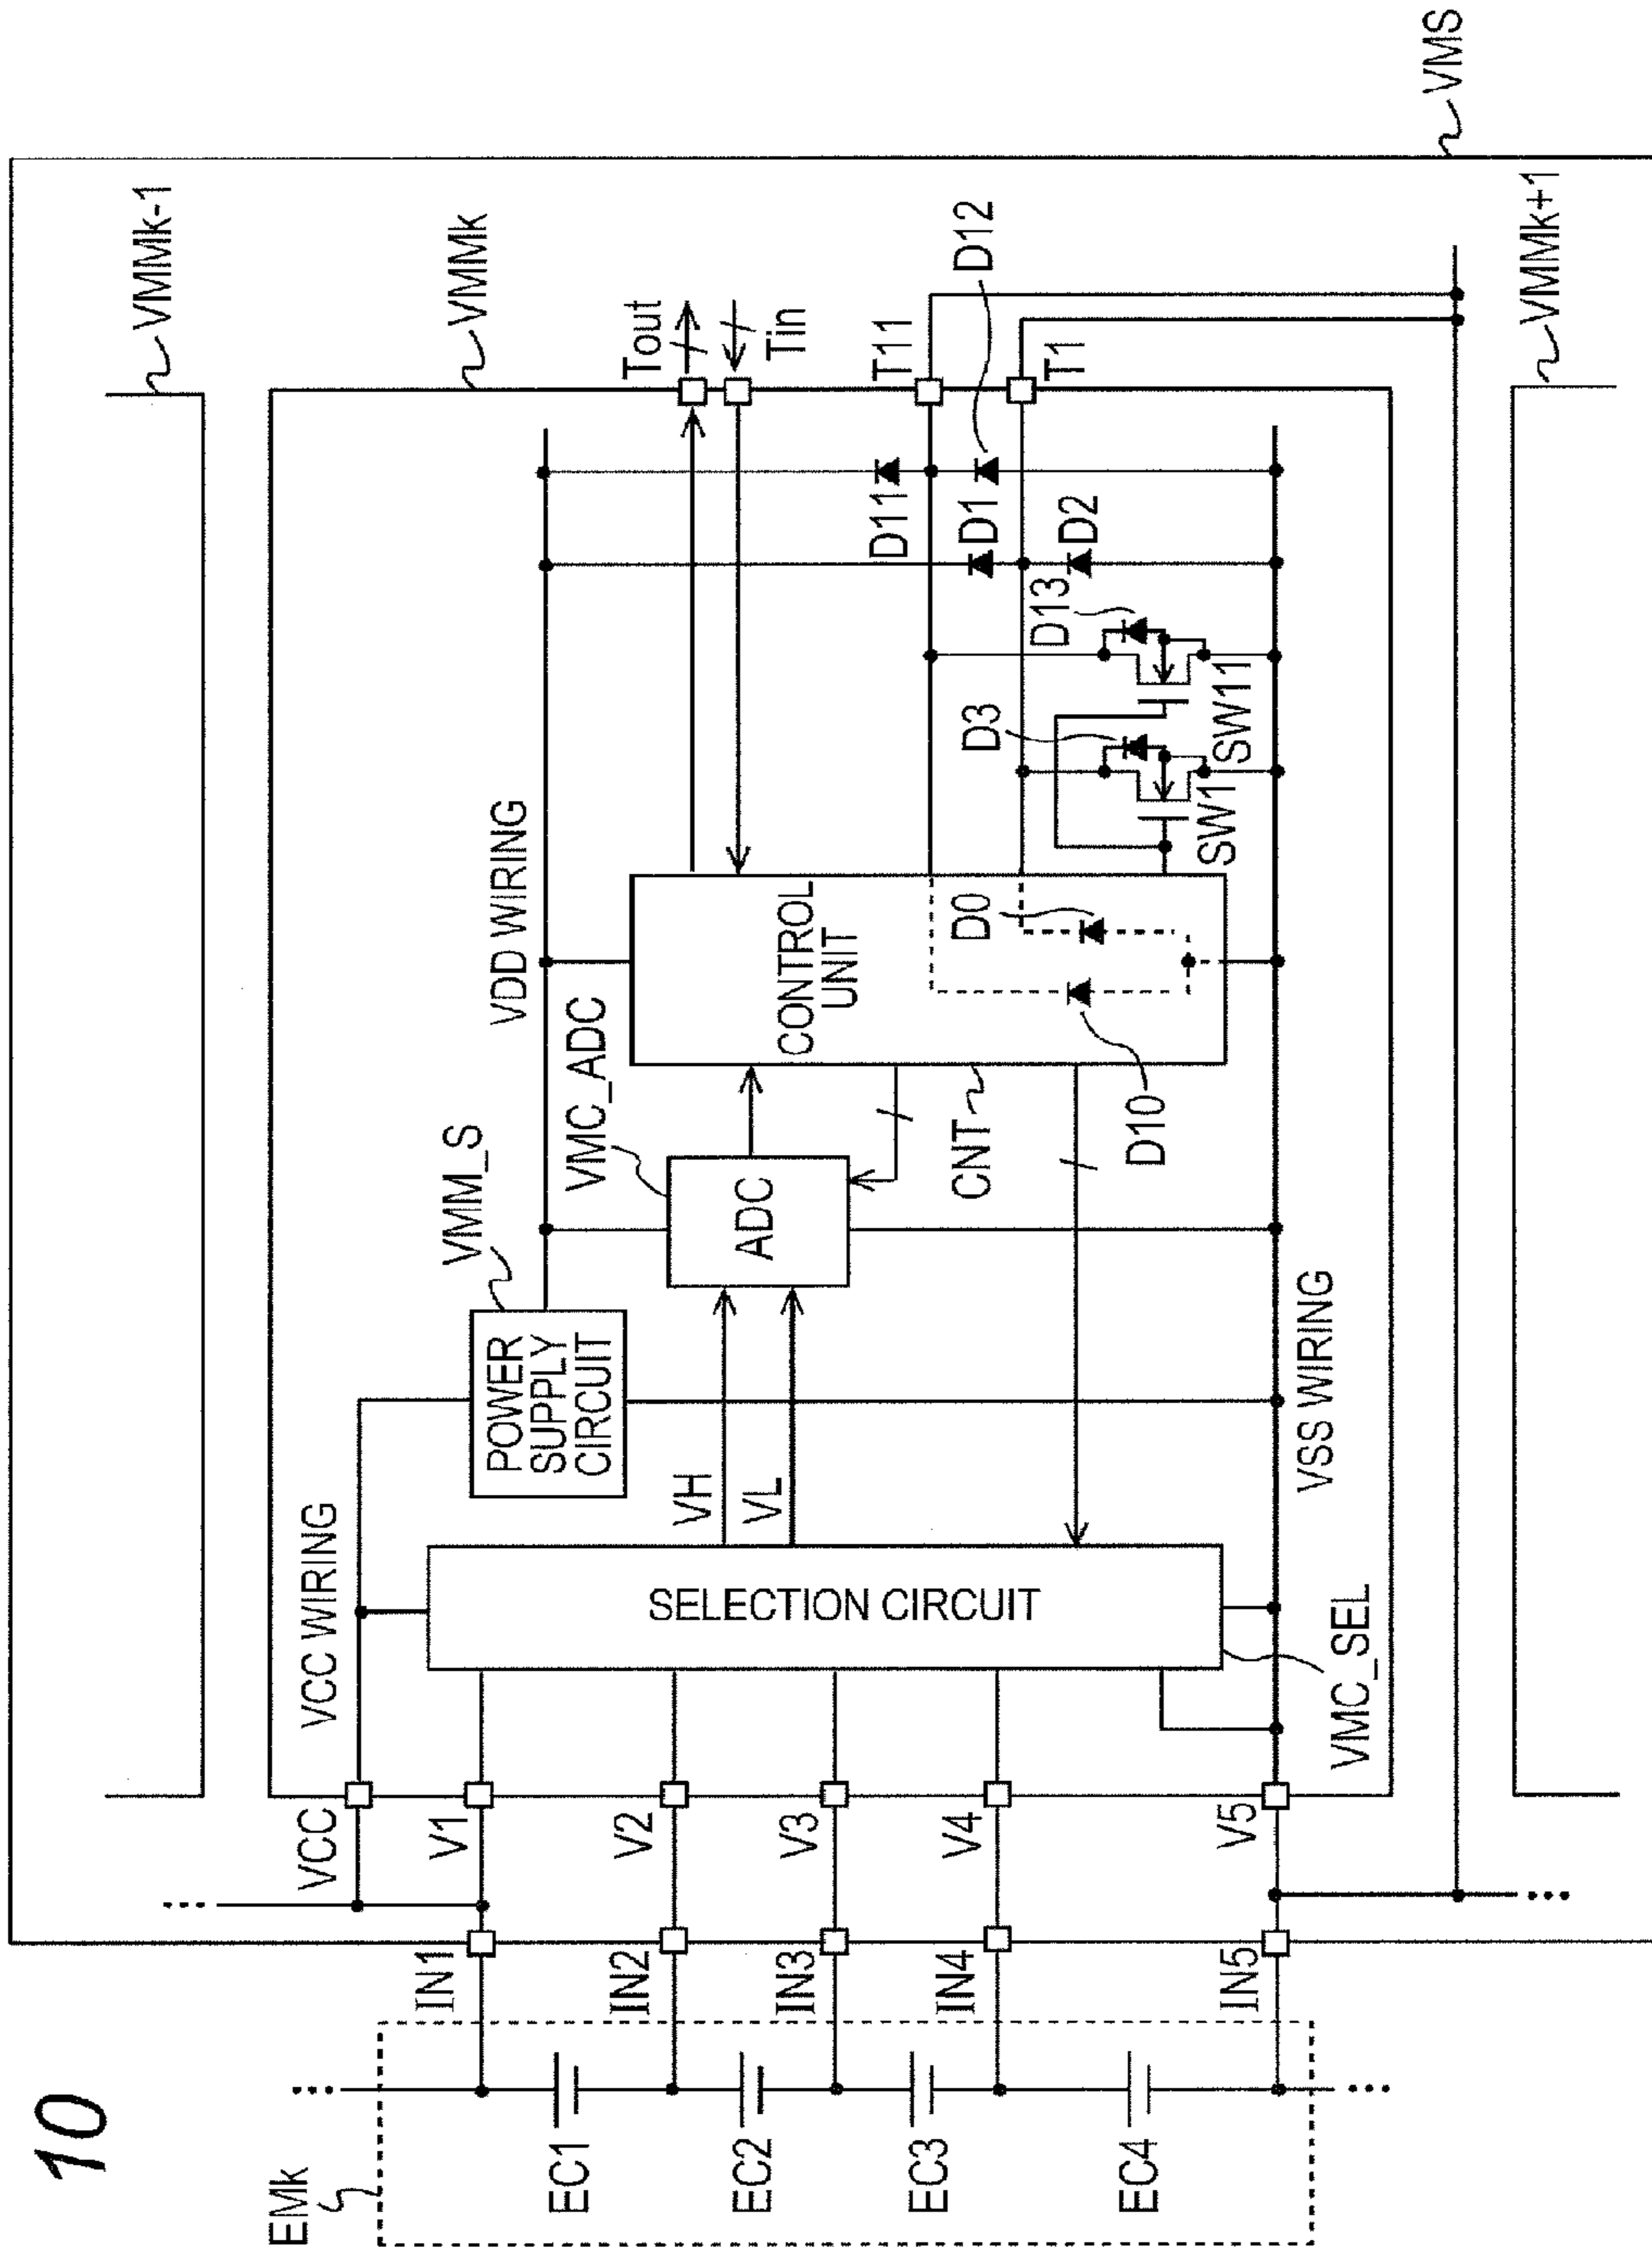 10
VMMk-1
VMMk
VMS
VMMk+1
EMk
EC1
EC2
EC3
EC4
IN1
IN2
IN3
IN4
IN5
VCC
V1
V2
V3
V4
V5
VCC WIRING
SELECTION CIRCUIT
VMC_SEL
VSS WIRING
VH
VL
POWER
SUPPLY
CIRCUIT
VMM_S
VDD WIRING
ADC
VMC_ADC
CONTROL
UNIT
CNT
D0
D10
D3
D13
SW1
SW11
D11
D1
D2
D12
Tout
Tin
T11
T1